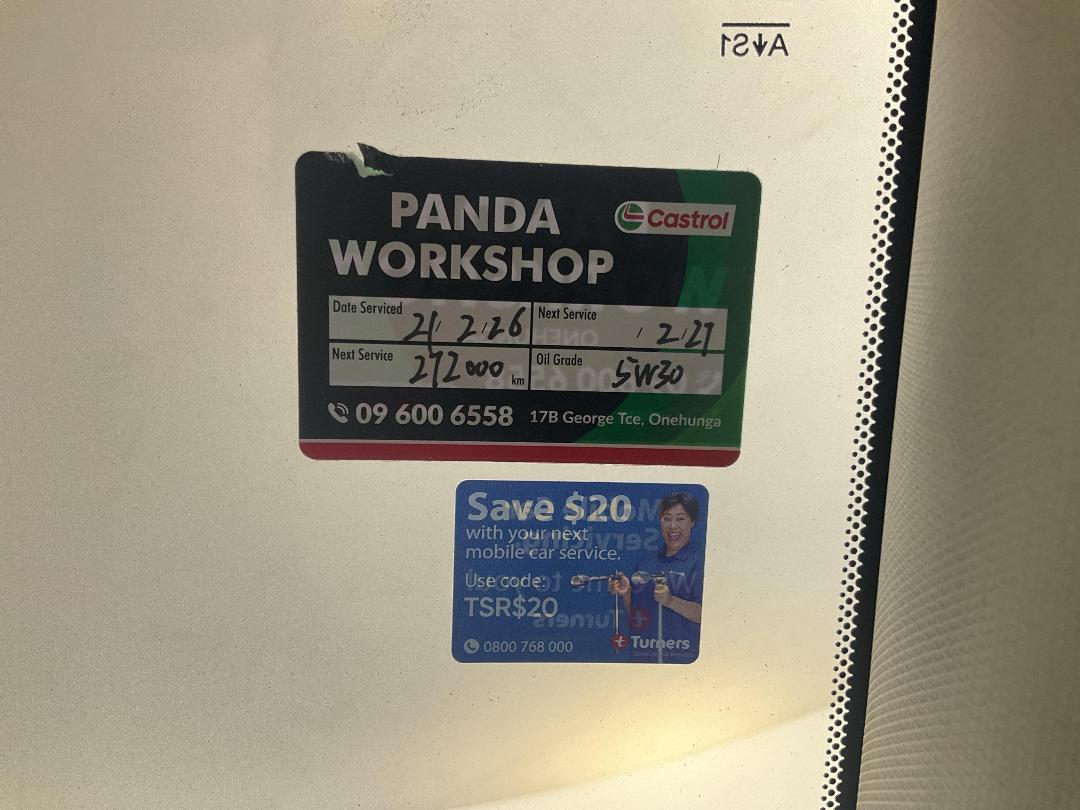 A↓S1
PANDA
WORKSHOP
Castrol
Date Serviced 21.2.26
Next Service / 2.27
Next Service 272000 km
Oil Grade 5W30
09 600 6558 17B George Tce, Onehunga
Save $20
with your next
mobile car service.
Use code:
TSR$20
0800 768 000
Turners